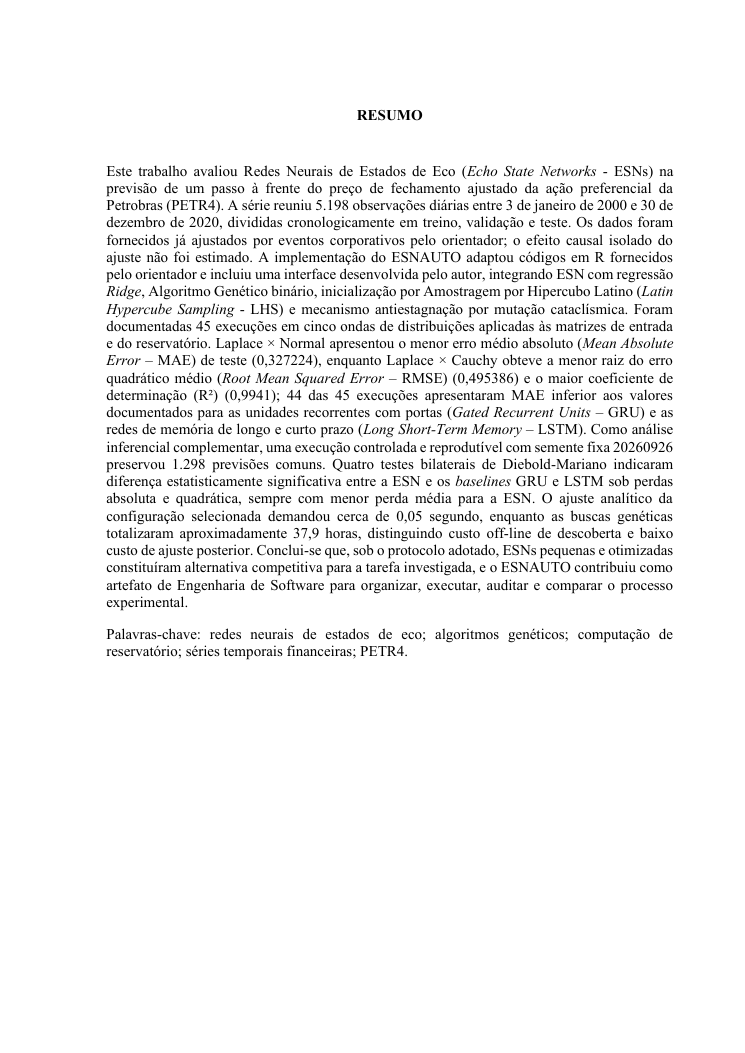 RESUMO
Este trabalho avaliou Redes Neurais de Estados de Eco (Echo State Networks - ESNs) na
previsão de um passo à frente do preço de fechamento ajustado da ação preferencial da
Petrobras (PETR4). A série reuniu 5.198 observações diárias entre 3 de janeiro de 2000 e 30 de
dezembro de 2020, divididas cronologicamente em treino, validação e teste. Os dados foram
fornecidos já ajustados por eventos corporativos pelo orientador; o efeito causal isolado do
ajuste não foi estimado. A implementação do ESNAUTO adaptou códigos em R fornecidos
pelo orientador e incluiu uma interface desenvolvida pelo autor, integrando ESN com regressão
Ridge, Algoritmo Genético binário, inicialização por Amostragem por Hipercubo Latino (Latin
Hypercube Sampling - LHS) e mecanismo antiestagnação por mutação cataclísmica. Foram
documentadas 45 execuções em cinco ondas de distribuições aplicadas às matrizes de entrada
e do reservatório. Laplace × Normal apresentou o menor erro médio absoluto (Mean Absolute
Error – MAE) de teste (0,327224), enquanto Laplace × Cauchy obteve a menor raiz do erro
quadrático médio (Root Mean Squared Error – RMSE) (0,495386) e o maior coeficiente de
determinação (R²) (0,9941); 44 das 45 execuções apresentaram MAE inferior aos valores
documentados para as unidades recorrentes com portas (Gated Recurrent Units – GRU) e as
redes de memória de longo e curto prazo (Long Short-Term Memory – LSTM). Como análise
inferencial complementar, uma execução controlada e reprodutível com semente fixa 20260926
preservou 1.298 previsões comuns. Quatro testes bilaterais de Diebold-Mariano indicaram
diferença estatisticamente significativa entre a ESN e os baselines GRU e LSTM sob perdas
absoluta e quadrática, sempre com menor perda média para a ESN. O ajuste analítico da
configuração selecionada demandou cerca de 0,05 segundo, enquanto as buscas genéticas
totalizaram aproximadamente 37,9 horas, distinguindo custo off-line de descoberta e baixo
custo de ajuste posterior. Conclui-se que, sob o protocolo adotado, ESNs pequenas e otimizadas
constituíram alternativa competitiva para a tarefa investigada, e o ESNAUTO contribuiu como
artefato de Engenharia de Software para organizar, executar, auditar e comparar o processo
experimental.
Palavras-chave: redes neurais de estados de eco; algoritmos genéticos; computação de
reservatório; séries temporais financeiras; PETR4.